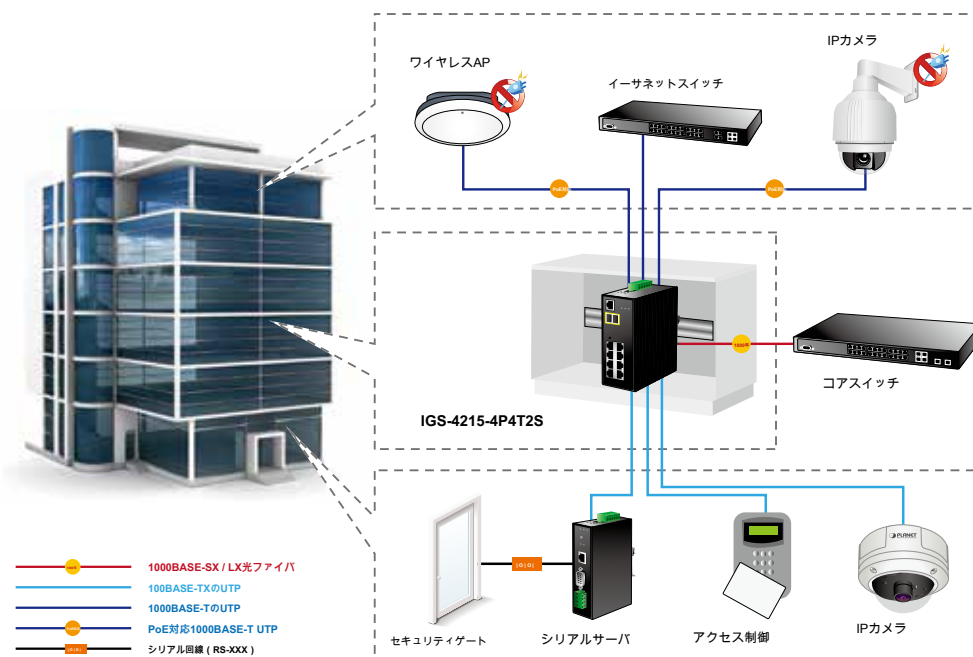 ワイヤレスAP
イーサネットスイッチ
IPカメラ
コアスイッチ
IGS-4215-4P4T2S
PLANET
セキュリティゲート
シリアルサーバ
アクセス制御
IPカメラ
1000BASE-SX / LX光ファイバ
100BASE-TXのUTP
1000BASE-TのUTP
PoE対応1000BASE-T UTP
シリアル回線 ( RS-XXX )